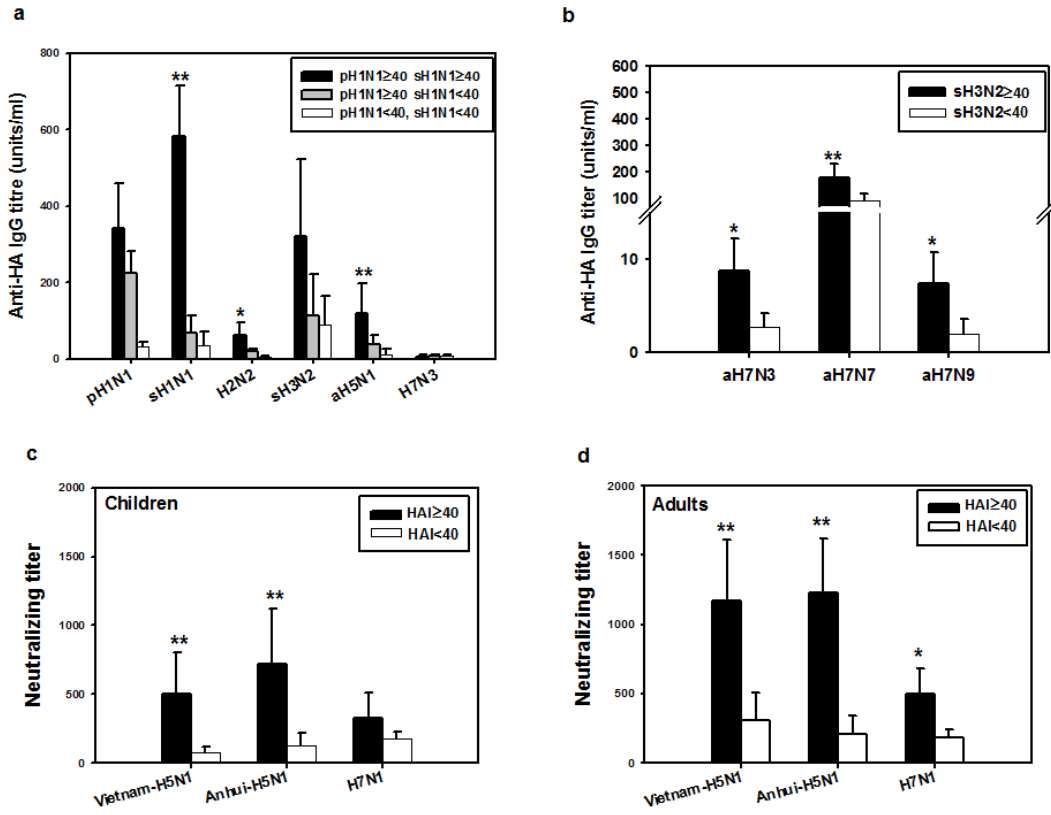 a
Anti-HA IgG titre (units/ml)
800
600
400
200
0
pH1N1≥40 sH1N1≥40
pH1N1≥40 sH1N1<40
pH1N1<40, sH1N1<40
**
*
**
pH1N1
sH1N1
H2N2
sH3N2
aH5N1
H7N3
b
Anti-HA IgG titer (units/ml)
600
500
400
300
200
100
10
0
sH3N2≥40
sH3N2<40
*
**
*
aH7N3
aH7N7
aH7N9
c
Neutralizing titer
2000
1500
1000
500
0
Children
HAI≥40
HAI<40
**
**
Vietnam-H5N1
Anhui-H5N1
H7N1
d
Neutralizing titer
2000
1500
1000
500
0
Adults
HAI≥40
HAI<40
**
**
*
Vietnam-H5N1
Anhui-H5N1
H7N1